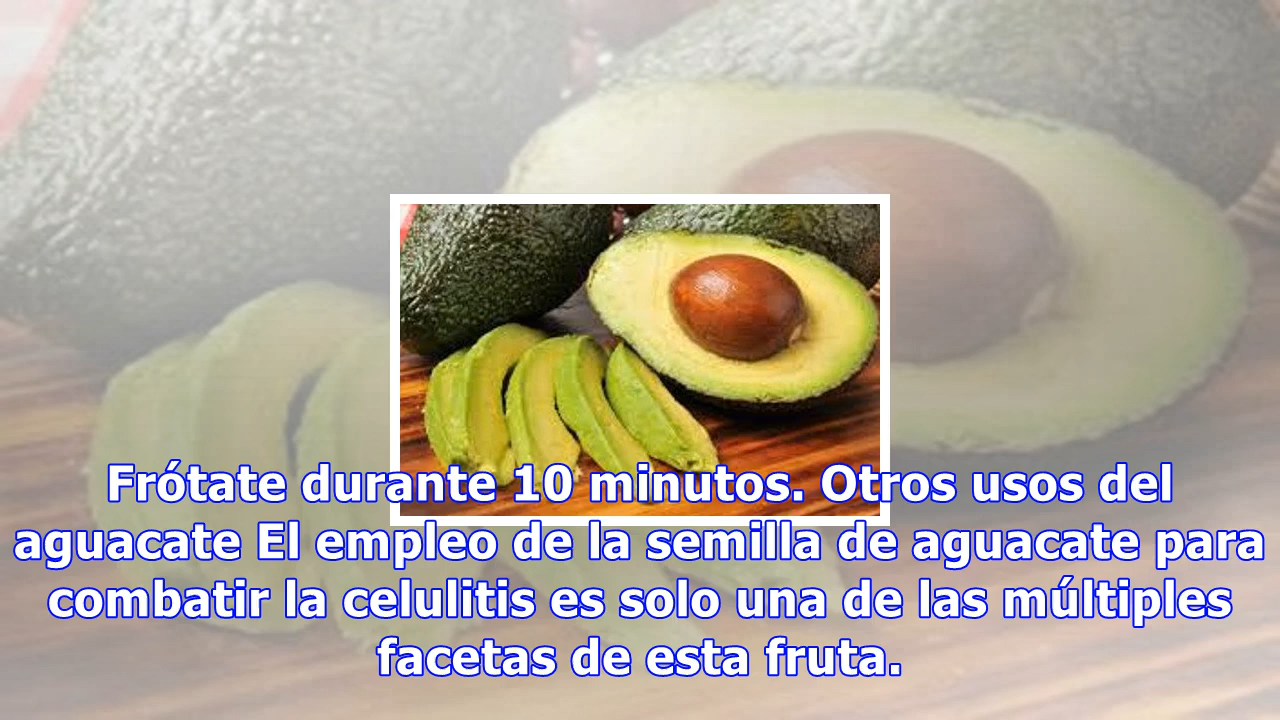 Frótate durante 10 minutos. Otros usos del
aguacate El empleo de la semilla de aguacate para
combatir la celulitis es solo una de las múltiples
facetas de esta fruta.